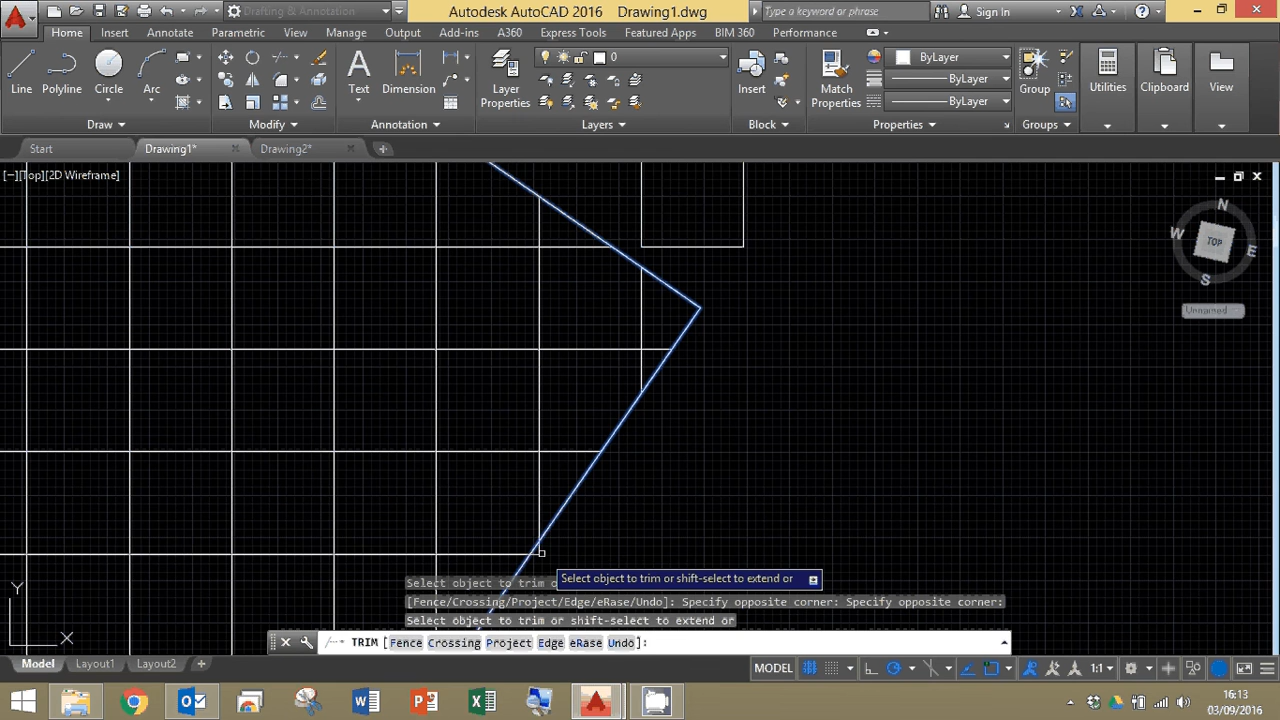 Drafting & Annotation
Autodesk AutoCAD 2016 Drawing1.dwg
Type a keyword or phrase
Sign In
Home Insert Annotate Parametric View Manage Output Add-ins A360 Express Tools Featured Apps BIM 360 Performance
0
ByLayer
ByLayer
ByLayer
Line Polyline Circle Arc Text Dimension Layer Properties Insert Match Properties Group Utilities Clipboard View
Draw Modify Annotation Layers Block Properties Groups
Start Drawing1* Drawing2*
[−][Top][2D Wireframe]
N
W TOP E
S
Unnamed
Select object to trim o
Select object to trim or shift-select to extend or
[Fence/Crossing/Project/Edge/eRase/Undo]: Specify opposite corner: Specify opposite corner:
Select object to trim or shift-select to extend or
Y
X
TRIM [Fence Crossing Project Edge eRase Undo]:
Model Layout1 Layout2
MODEL 1:1
16:13
03/09/2016